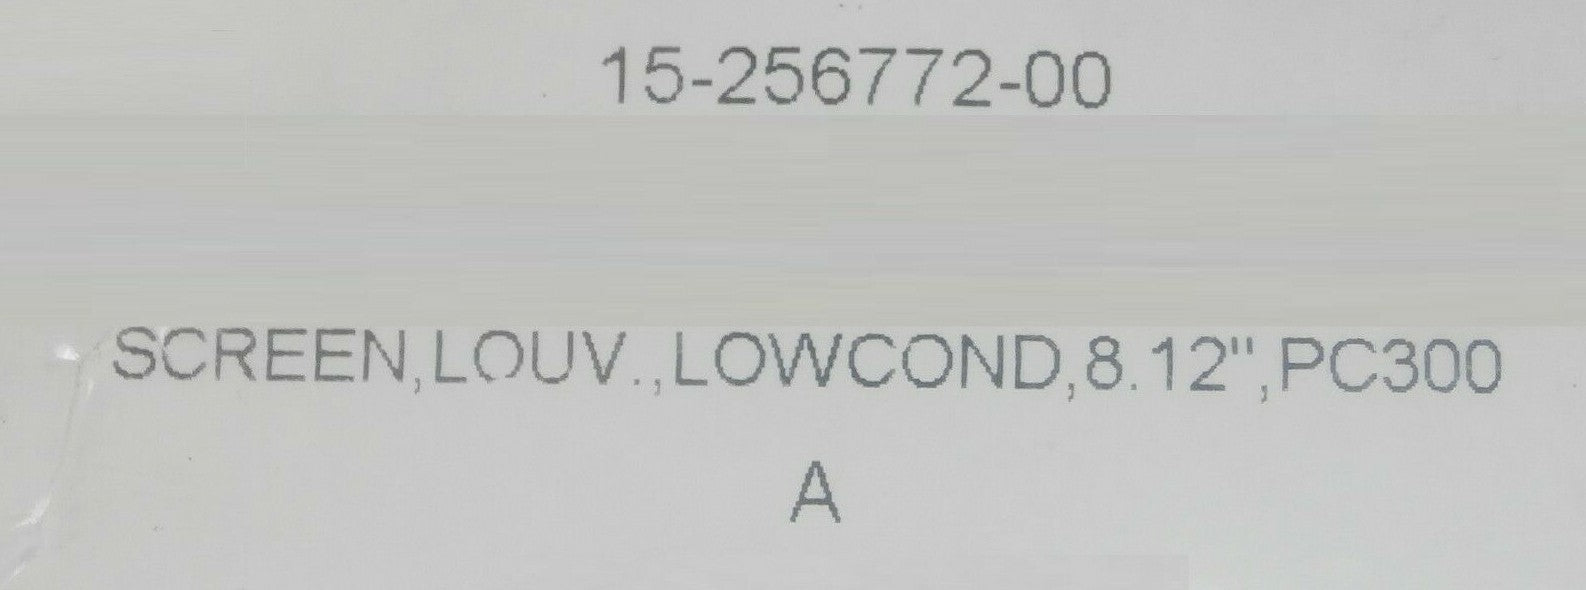 15-256772-00
SCREEN,LOUV.,LOWCOND,8.12",PC300
A